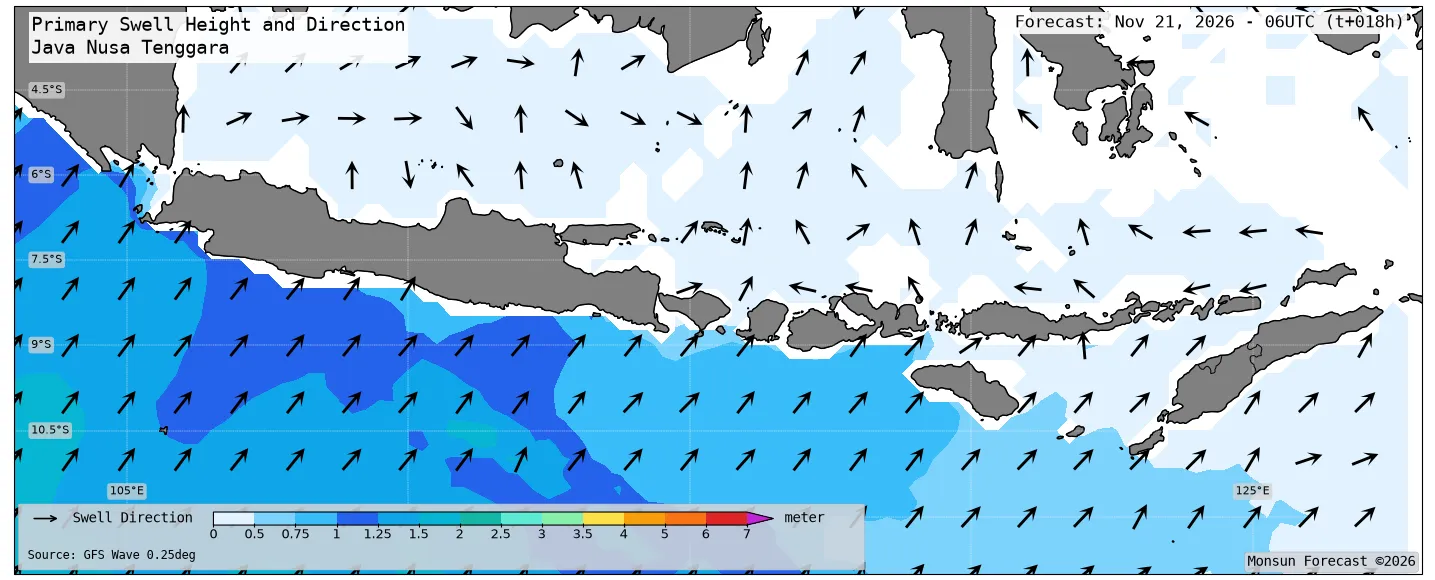 Primary Swell Height and Direction
Java Nusa Tenggara
Forecast: Nov 21, 2026 - 06UTC (t+018h)
4.5°S
6°S
7.5°S
9°S
10.5°S
105°E
125°E
Swell Direction
0 0.5 0.75 1 1.25 1.5 2 2.5 3 3.5 4 5 6 7
meter
Source: GFS Wave 0.25deg
Monsun Forecast ©2026